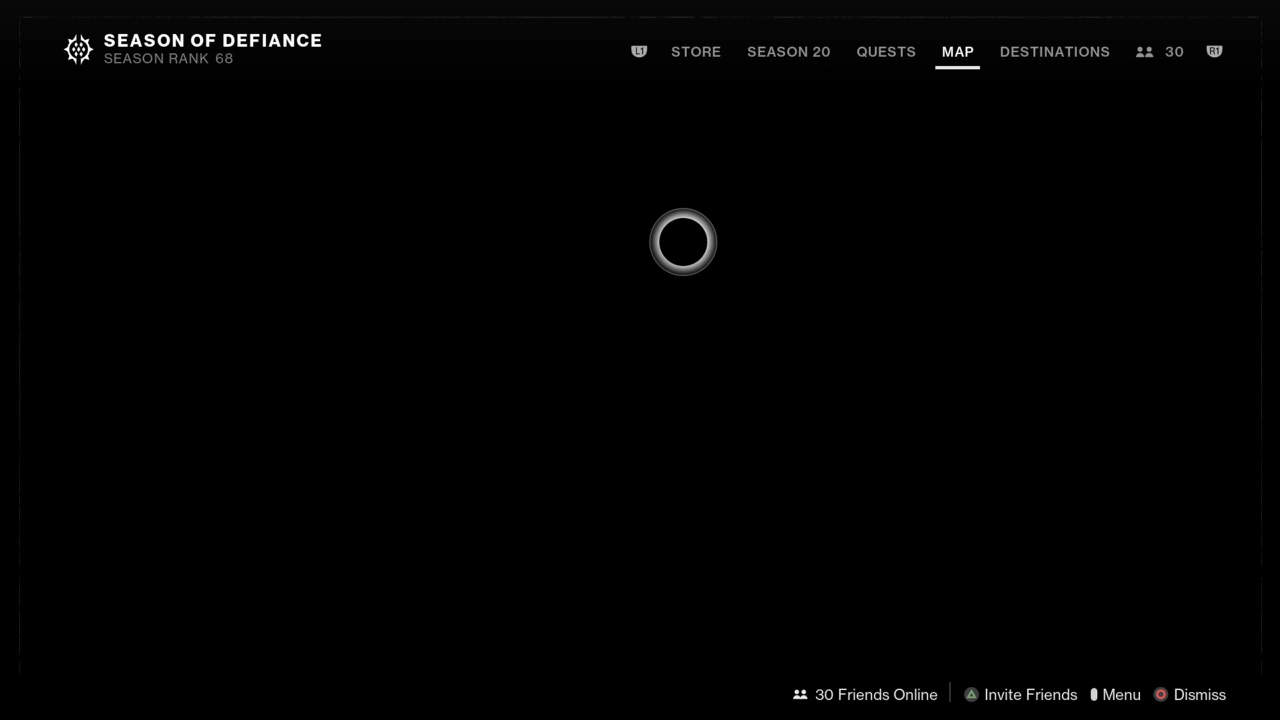 SEASON OF DEFIANCE
SEASON RANK 68
L1 STORE SEASON 20 QUESTS MAP DESTINATIONS 30 R1
30 Friends Online Invite Friends Menu Dismiss